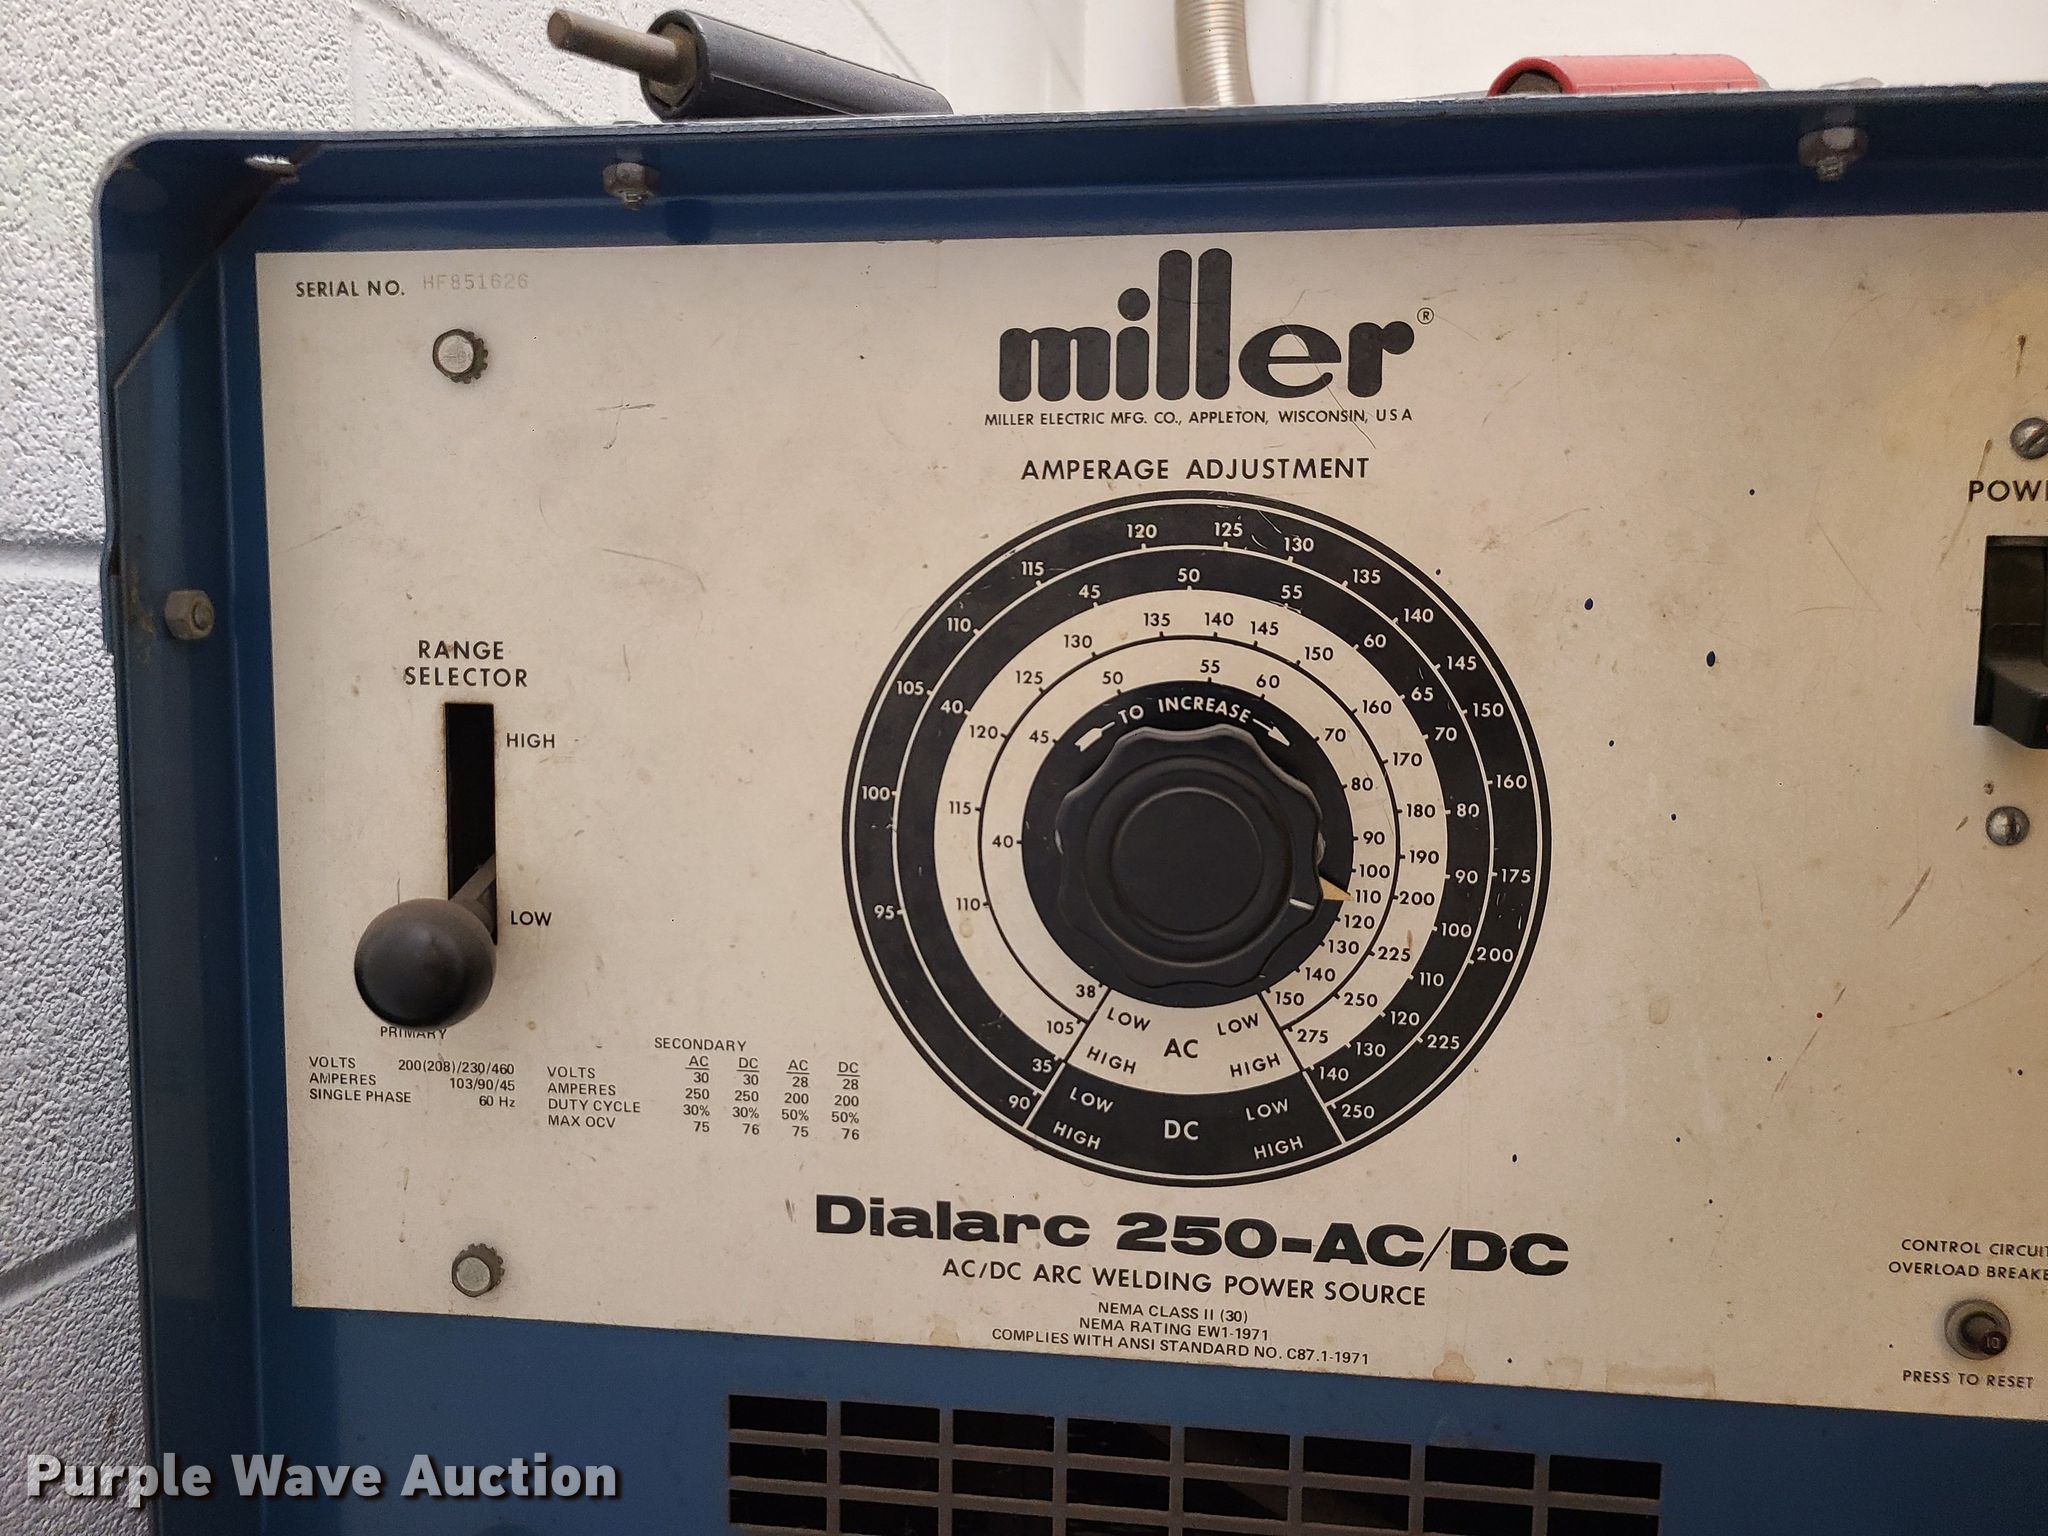 SERIAL NO. HF851626
miller®
MILLER ELECTRIC MFG. CO., APPLETON, WISCONSIN, USA
AMPERAGE ADJUSTMENT
RANGE
SELECTOR
HIGH
LOW
90 95 100 105 110 115 120 125 130 135 140 145 150 160 175 200 225 250
35 40 45 50 55 60 65 70 80 90 100 110 120 130 140
105 110 115 120 125 130 135 140 145 150 160 170 180 190 200 225 250 275
38 40 45 50 55 60 70 80 90 100 110 120 130 140 150
TO INCREASE
LOW AC LOW
HIGH HIGH
LOW DC LOW
HIGH HIGH
PRIMARY
VOLTS 200(208)/230/460
AMPERES 103/90/45
SINGLE PHASE 60 Hz
SECONDARY
AC DC AC DC
VOLTS 30 30 28 28
AMPERES 250 250 200 200
DUTY CYCLE 30% 30% 50% 50%
MAX OCV 75 76 75 76
Dialarc 250-AC/DC
AC/DC ARC WELDING POWER SOURCE
NEMA CLASS II (30)
NEMA RATING EW1-1971
COMPLIES WITH ANSI STANDARD NO. C87.1-1971
POWE
CONTROL CIRCUIT
OVERLOAD BREAKE
10
PRESS TO RESET
Purple Wave Auction